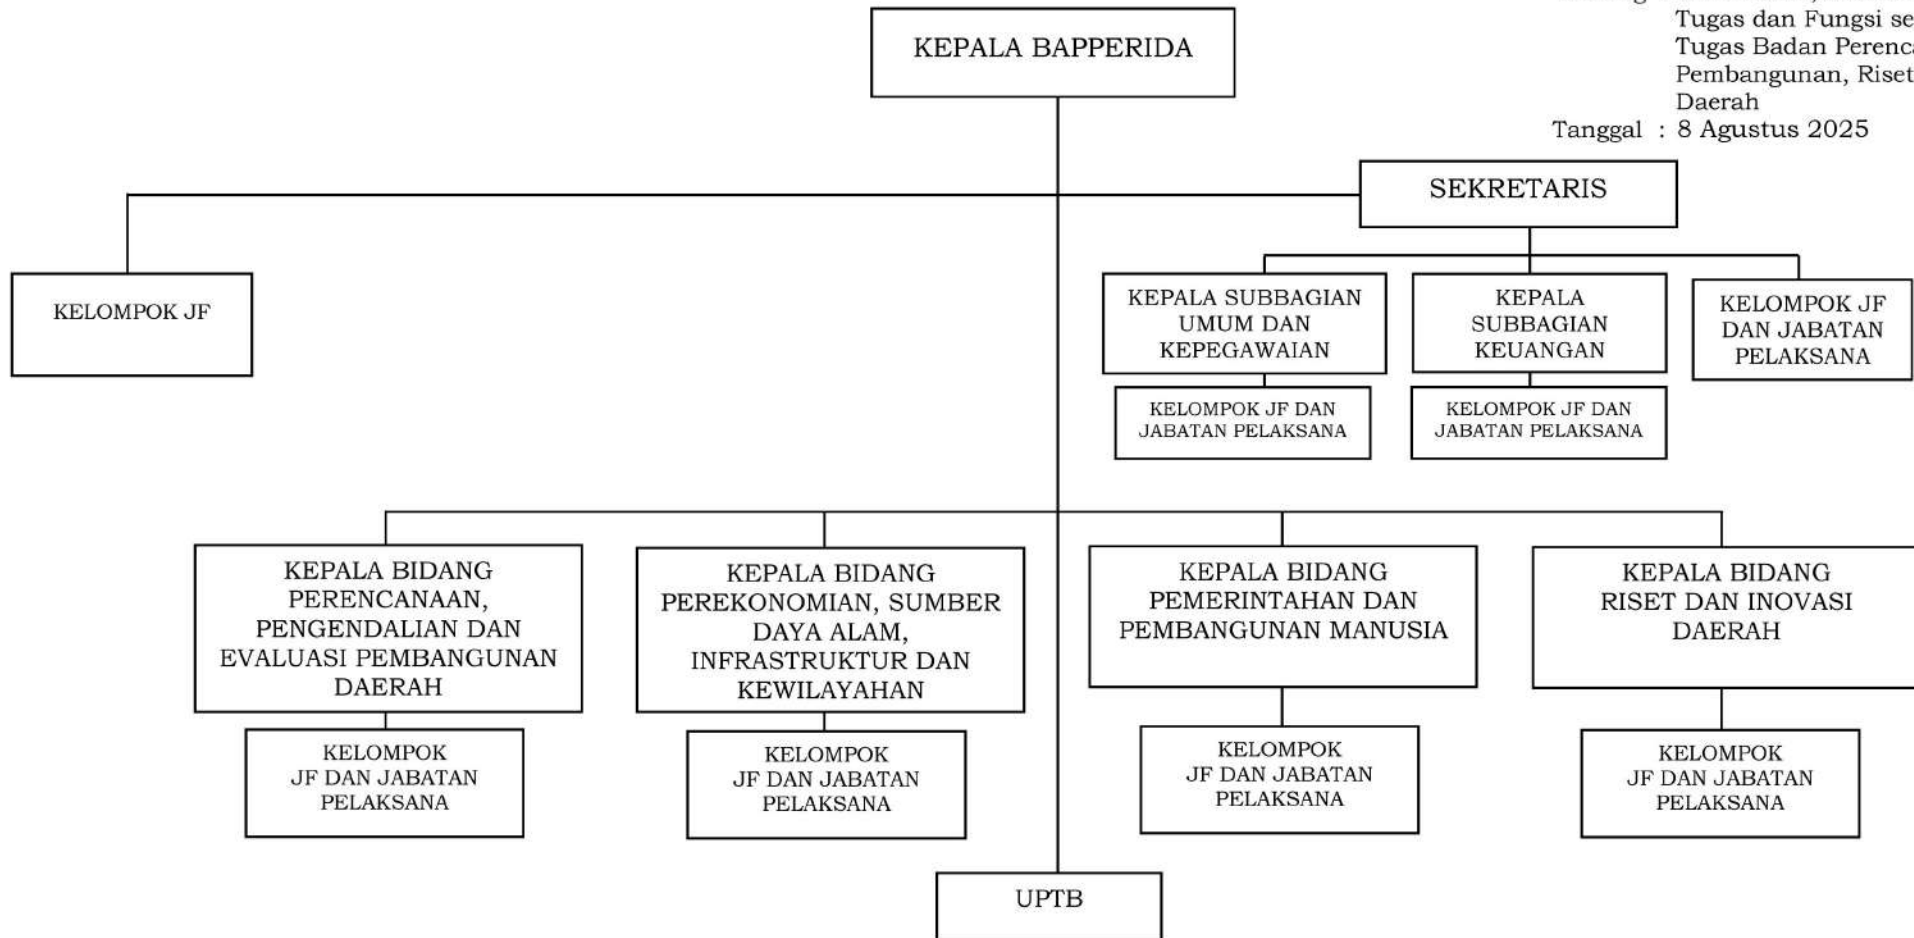 KEPALA BAPPERIDA
Tugas dan Fungsi
Tugas Badan
Pembangunan, Riset
Daerah
Tanggal : 8 Agustus 2025
SEKRETARIS
KELOMPOK JF
KEPALA SUBBAGIAN
UMUM DAN
KEPEGAWAIAN
KEPALA
SUBBAGIAN
KEUANGAN
KELOMPOK JF
DAN JABATAN
PELAKSANA
KELOMPOK JF DAN
JABATAN PELAKSANA
KELOMPOK JF DAN
JABATAN PELAKSANA
KEPALA BIDANG
PERENCANAAN,
PENGENDALIAN DAN
EVALUASI PEMBANGUNAN
DAERAH
KEPALA BIDANG
PEREKONOMIAN, SUMBER
DAYA ALAM,
INFRASTRUKTUR DAN
KEWILAYAHAN
KEPALA BIDANG
PEMERINTAHAN DAN
PEMBANGUNAN MANUSIA
KEPALA BIDANG
RISET DAN INOVASI
DAERAH
KELOMPOK
JF DAN JABATAN
PELAKSANA
KELOMPOK
JF DAN JABATAN
PELAKSANA
KELOMPOK
JF DAN JABATAN
PELAKSANA
KELOMPOK
JF DAN JABATAN
PELAKSANA
UPTB